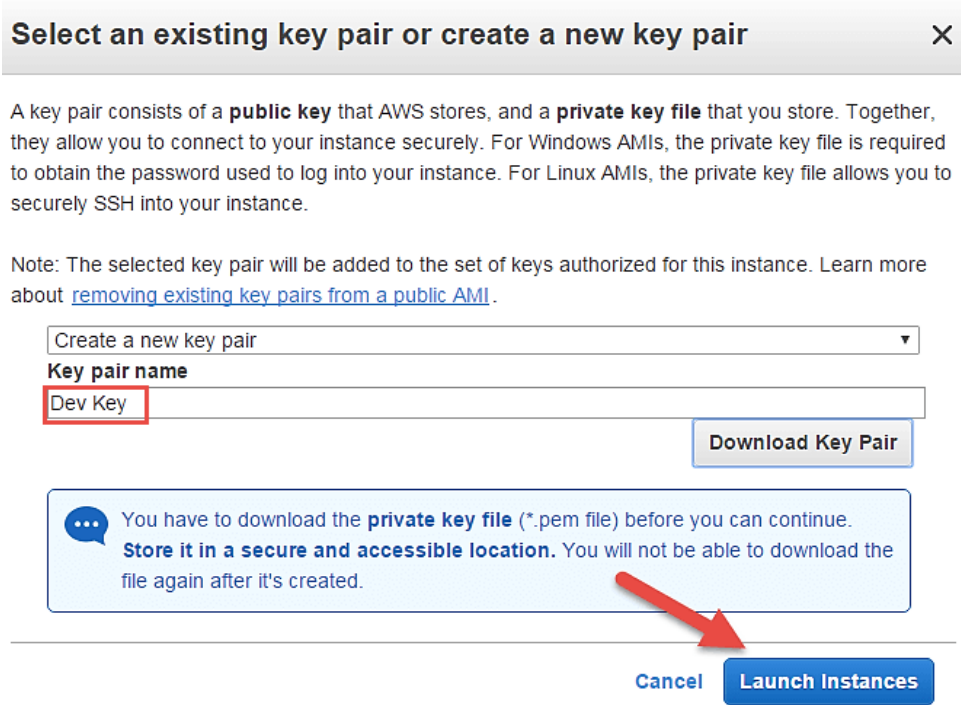 Select an existing key pair or create a new key pair
A key pair consists of a public key that AWS stores, and a private key file that you store. Together,
they allow you to connect to your instance securely. For Windows AMIs, the private key file is required
to obtain the password used to log into your instance. For Linux AMIs, the private key file allows you to
securely SSH into your instance.
Note: The selected key pair will be added to the set of keys authorized for this instance. Learn more
about removing existing key pairs from a public AMI.
Create a new key pair
Key pair name
Dev Key
Download Key Pair
You have to download the private key file (*.pem file) before you can continue.
Store it in a secure and accessible location. You will not be able to download the
file again after it's created.
Cancel Launch Instances